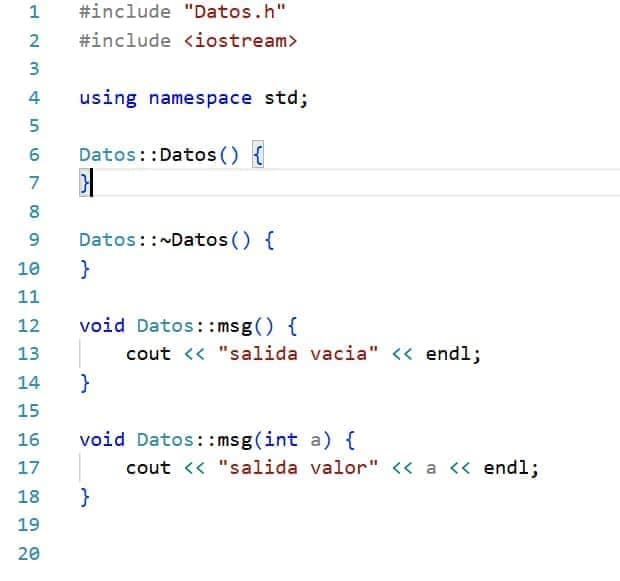 1 #include "Datos.h"
2 #include <iostream>
3
4 using namespace std;
5
6 Datos::Datos() {
7 }
8
9 Datos::~Datos() {
10 }
11
12 void Datos::msg() {
13 cout << "salida vacia" << endl;
14 }
15
16 void Datos::msg(int a) {
17 cout << "salida valor" << a << endl;
18 }
19
20